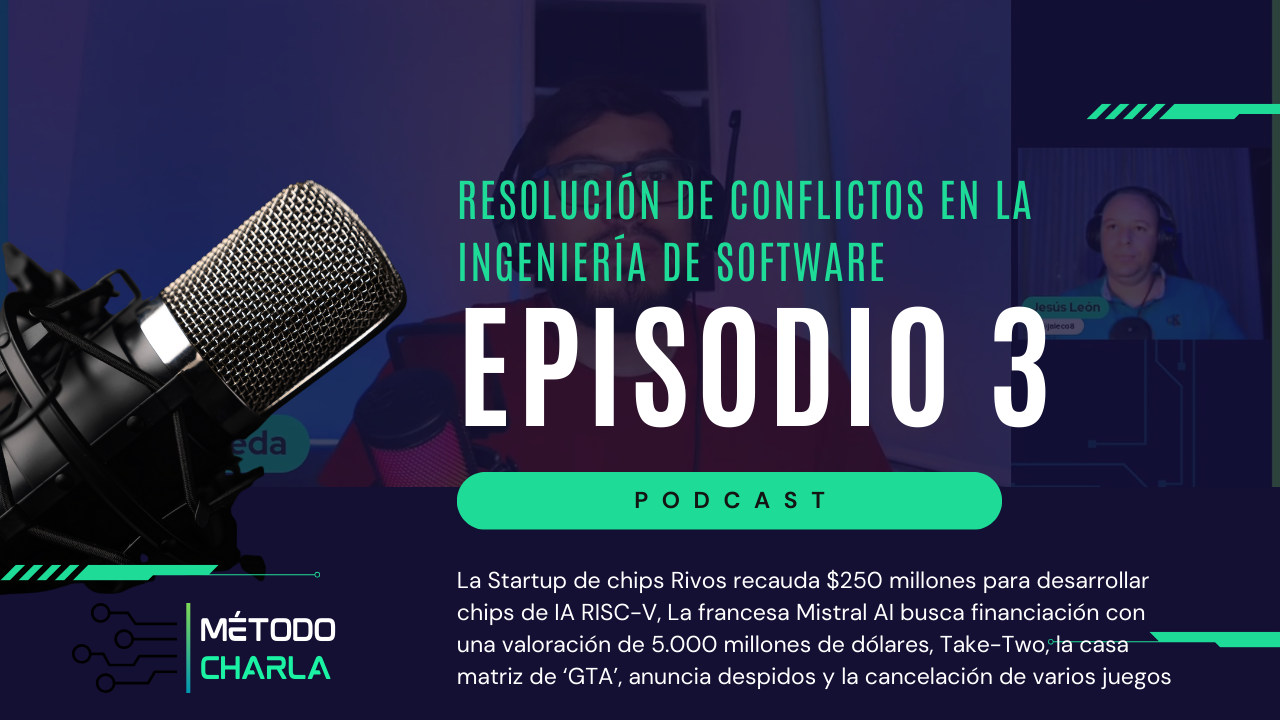 RESOLUCIÓN DE CONFLICTOS EN LA
INGENIERÍA DE SOFTWARE
EPISODIO 3
Jesús León
jaleco8
eda
PODCAST
La Startup de chips Rivos recauda $250 millones para desarrollar
chips de IA RISC-V, La francesa Mistral AI busca financiación con
una valoración de 5.000 millones de dólares, Take-Two, la casa
matriz de ‘GTA’, anuncia despidos y la cancelación de varios juegos
MÉTODO
CHARLA